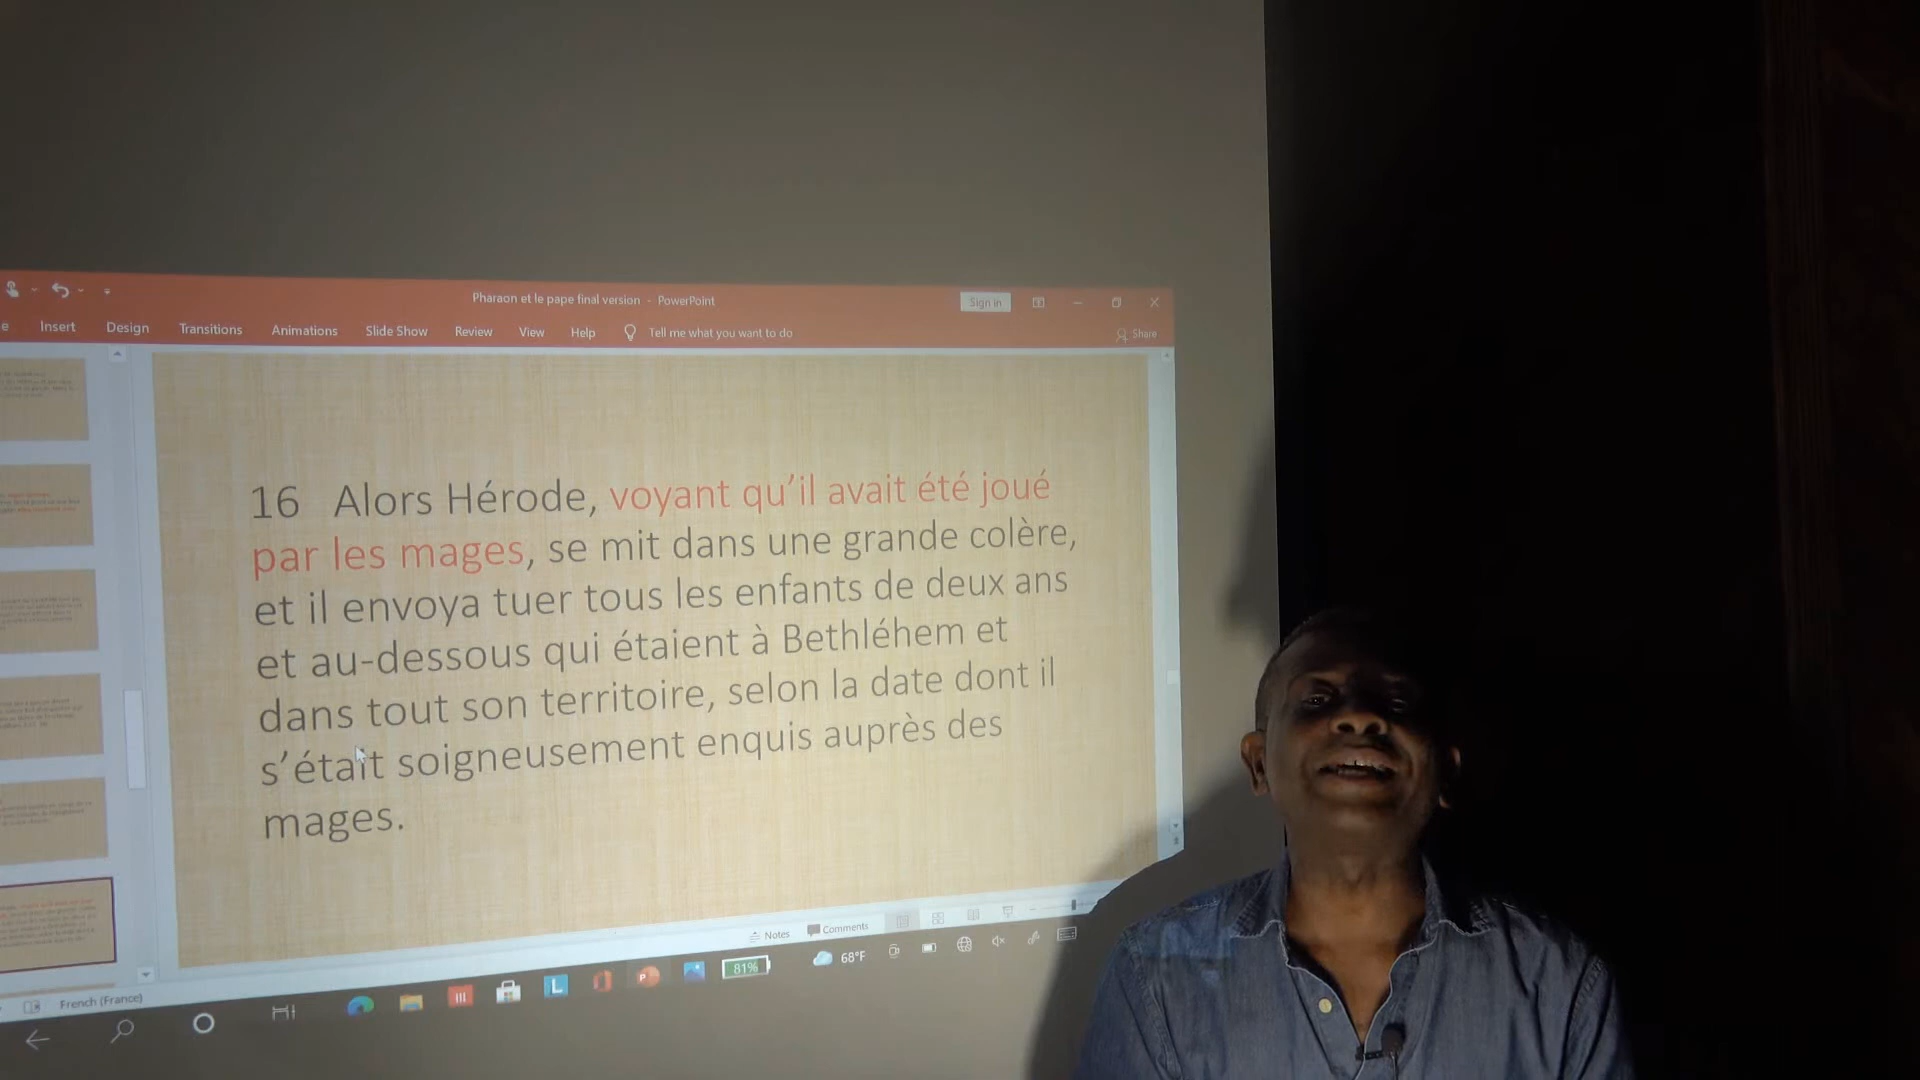 Pharaon et le pape final version - PowerPoint
Sign in
Insert Design Transitions Animations Slide Show Review View Help Tell me what you want to do Share
16 Alors Hérode, voyant qu’il avait été joué
par les mages, se mit dans une grande colère,
et il envoya tuer tous les enfants de deux ans
et au-dessous qui étaient à Bethléhem et
dans tout son territoire, selon la date dont il
s’était soigneusement enquis auprès des
mages.
Notes Comments
French (France)
81% 68°F